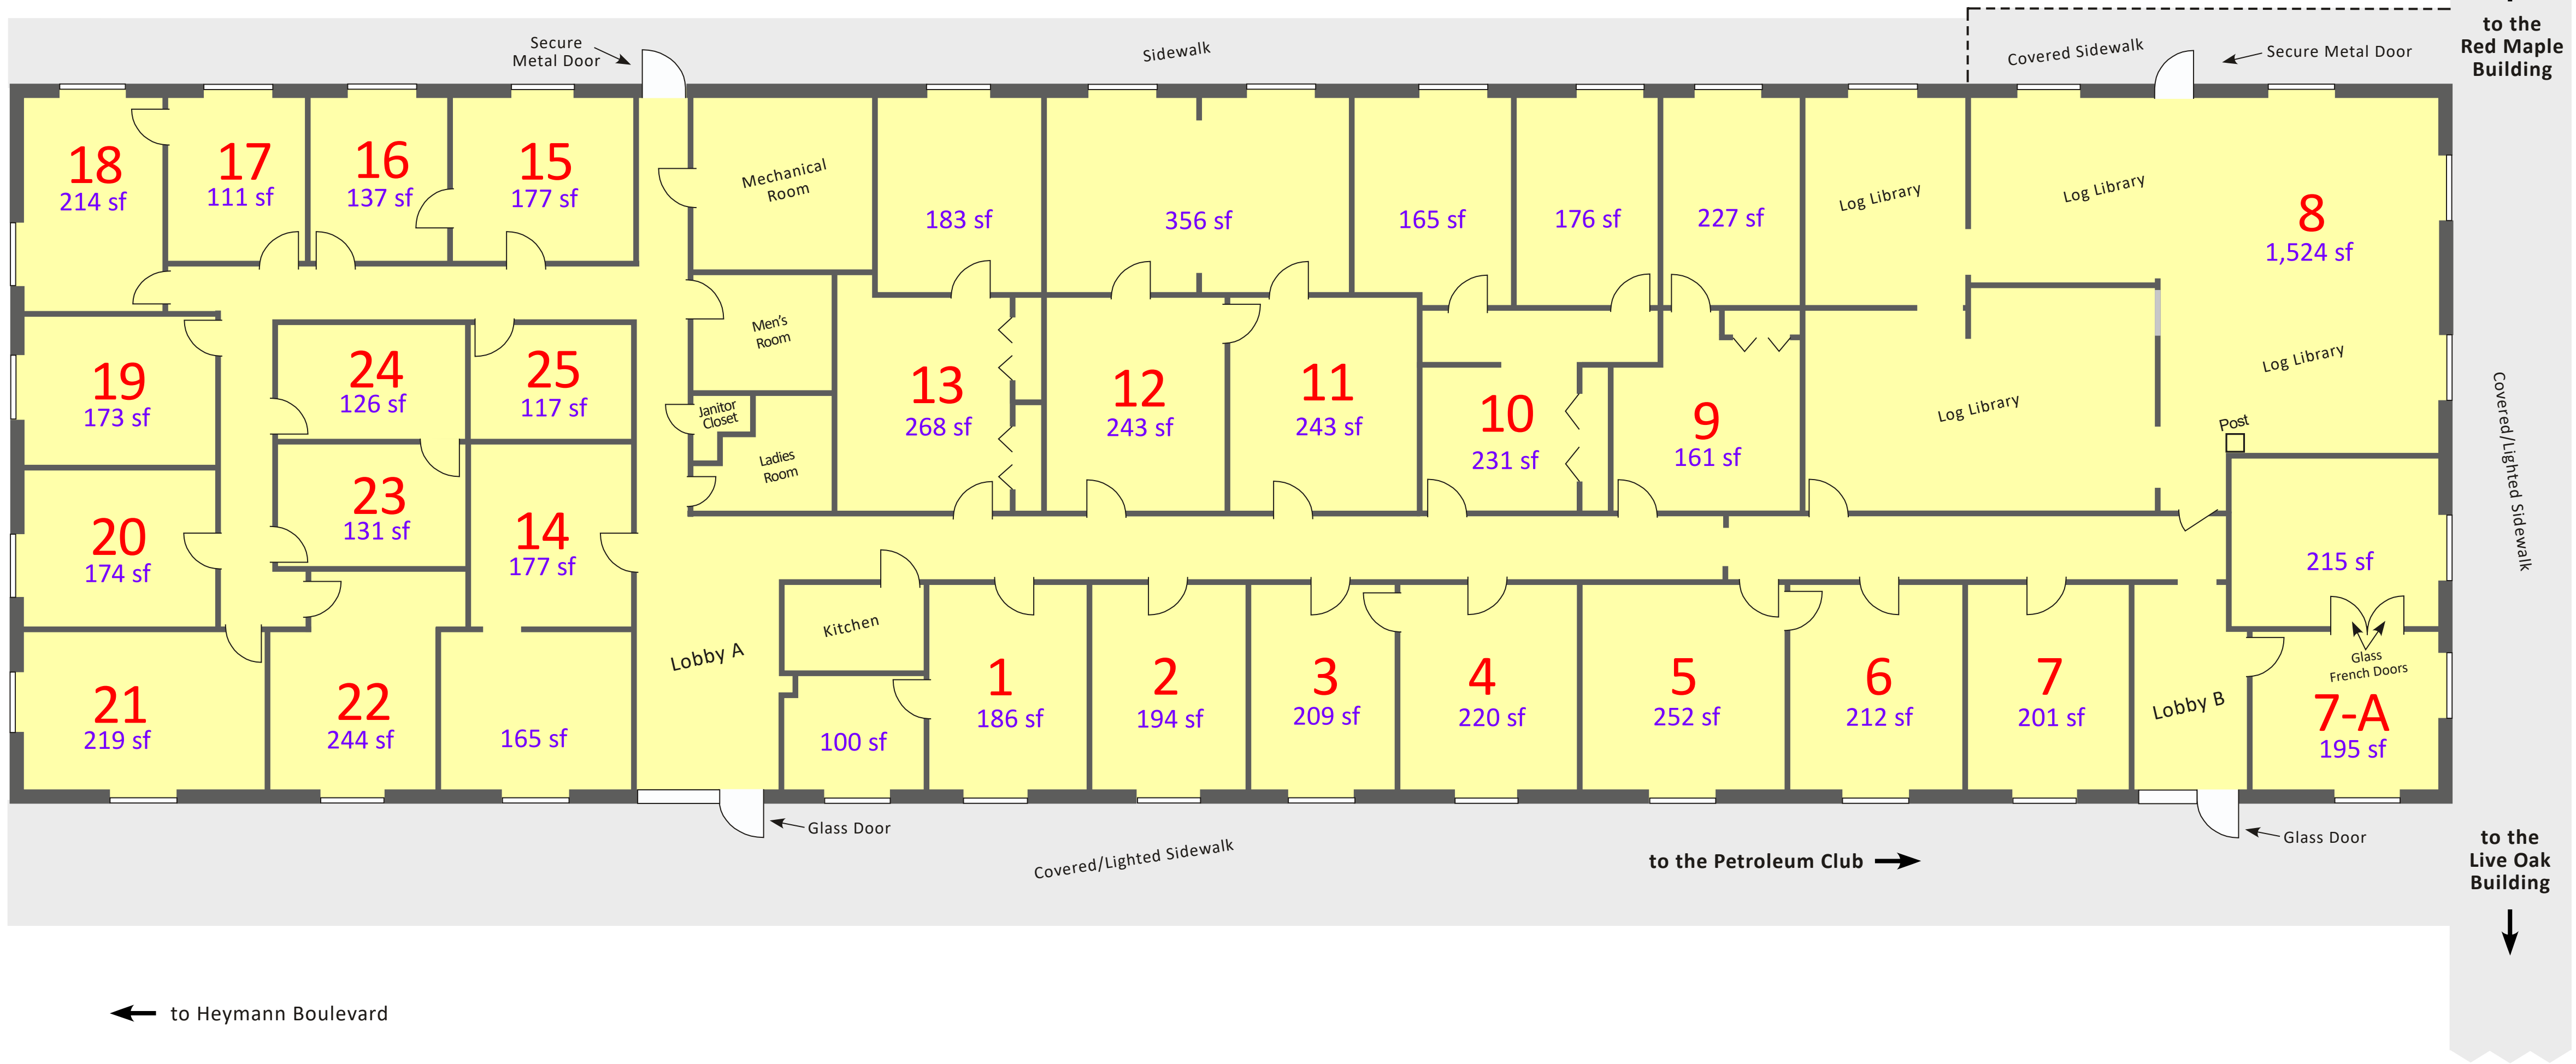 to the
Red Maple
Building
Secure
Metal Door
Sidewalk
Covered Sidewalk
Secure Metal Door
18
214 sf
17
111 sf
16
137 sf
15
177 sf
Mechanical
Room
183 sf
356 sf
165 sf
176 sf
227 sf
Log Library
Log Library
8
1,524 sf
Men's
Room
19
173 sf
24
126 sf
25
117 sf
Janitor
Closet
13
268 sf
12
243 sf
11
243 sf
10
231 sf
9
161 sf
Log Library
Log Library
Post
Covered/Lighted Sidewalk
Ladies
Room
20
174 sf
23
131 sf
14
177 sf
215 sf
Glass
French Doors
21
219 sf
22
244 sf
165 sf
Lobby A
Kitchen
100 sf
1
186 sf
2
194 sf
3
209 sf
4
220 sf
5
252 sf
6
212 sf
7
201 sf
Lobby B
7-A
195 sf
Glass Door
Covered/Lighted Sidewalk
to the Petroleum Club
Glass Door
to the
Live Oak
Building
to Heymann Boulevard